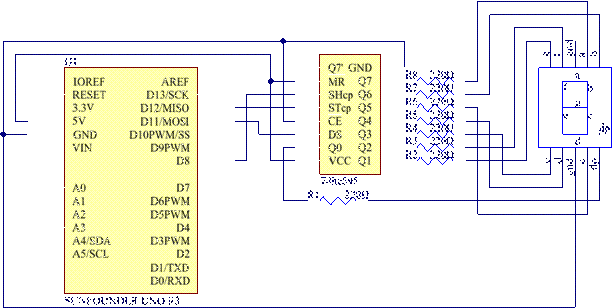 U1
IOREF AREF
RESET D13/SCK
3.3V D12/MISO
5V D11/MOSI
GND D10PWM/SS
VIN D9PWM
D8
A0 D7
A1 D6PWM
A2 D5PWM
A3 D4
A4/SDA D3PWM
A5/SCL D2
D1/TXD
D0/RXD
SUNFOUNDER UNO R3
Q7' GND
MR Q7
SHcp Q6
STcp Q5
CE Q4
DS Q3
Q0 Q2
VCC Q1
74hc595
R8 220Ω
R7 220Ω
R6 220Ω
R5 220Ω
R4 220Ω
R3 220Ω
R2 220Ω
R1 220Ω
gnd
a
d
dp
gnd